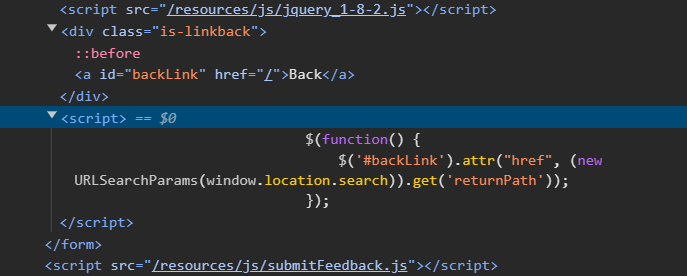 <script src="/resources/js/jquery_1-8-2.js"></script>
<div class="is-linkback">
::before
<a id="backLink" href="/">Back</a>
</div>
<script> == $0
$(function() {
$('#backLink').attr("href", (new
URLSearchParams(window.location.search)).get('returnPath'));
});
</script>
</form>
<script src="/resources/js/submitFeedback.js"></script>